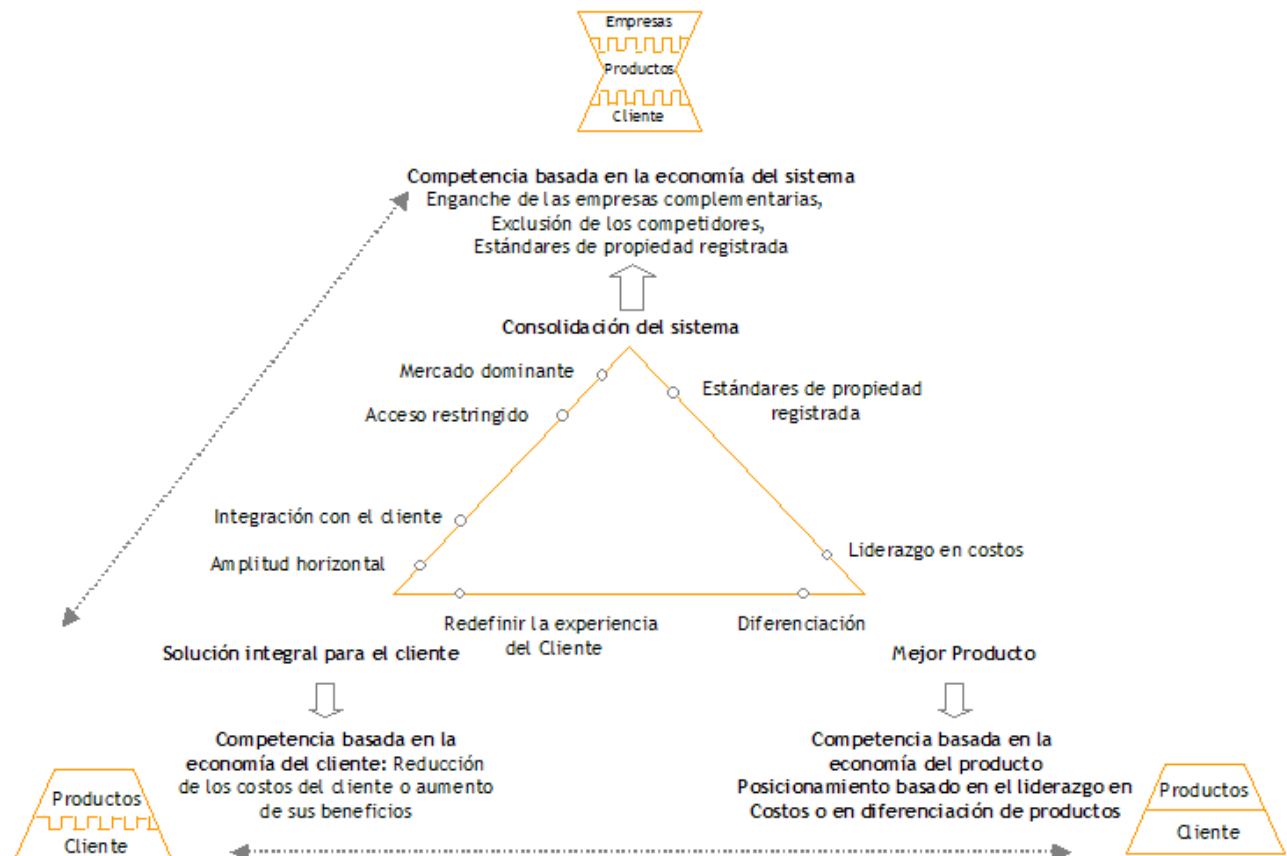 Empresas
Productos
Cliente
Competencia basada en la economía del sistema
Enganche de las empresas complementarias,
Exclusión de los competidores,
Estándares de propiedad registrada
Consolidación del sistema
Mercado dominante
Acceso restringido
Estándares de propiedad
registrada
Integración con el cliente
Amplitud horizontal
Liderazgo en costos
Redefinir la experiencia
del Cliente
Diferenciación
Solución integral para el cliente
Mejor Producto
Competencia basada en la
economía del cliente: Reducción
de los costos del cliente o aumento
de sus beneficios
Competencia basada en la
economía del producto
Posicionamiento basado en el liderazgo en
Costos o en diferenciación de productos
Productos
Cliente
Productos
Cliente